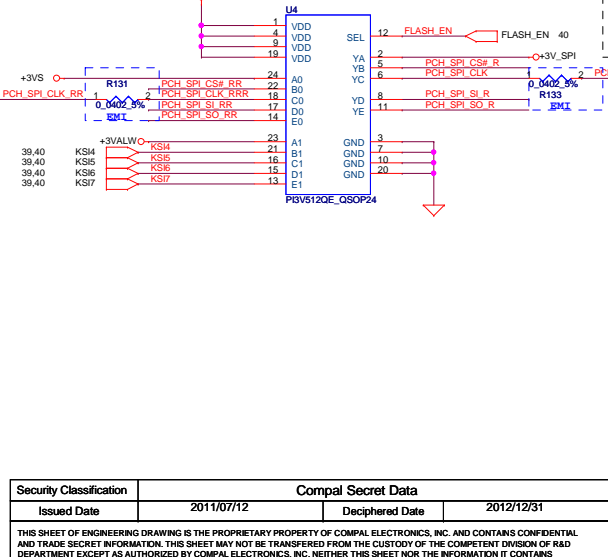 U4
1 VDD
4 VDD
9 VDD
19 VDD
SEL 12 FLASH_EN FLASH_EN 40
YA 2 +3V_SPI
YB 5 PCH_SPI_CS#_R
YC 6 PCH_SPI_CLK 1 2 PC
0_0402_5%
R133
EMI
YD 8 PCH_SPI_SI_R
YE 11 PCH_SPI_SO_R
+3VS 24 A0
R131
PCH_SPI_CS#_RR 22 B0
PCH_SPI_CLK_RR 1 2 PCH_SPI_CLK_RRR 18 C0
0_0402_5%
PCH_SPI_SI_RR 17 D0
EMI
PCH_SPI_SO_RR 14 E0
+3VALW 23 A1
39,40 KSI4 KSI4 21 B1
39,40 KSI5 KSI5 16 C1
39,40 KSI6 KSI6 15 D1
39,40 KSI7 KSI7 13 E1
GND 3
GND 7
GND 10
GND 20
PI3V512QE_QSOP24
Security Classification Compal Secret Data
Issued Date 2011/07/12 Deciphered Date 2012/12/31
THIS SHEET OF ENGINEERING DRAWING IS THE PROPRIETARY PROPERTY OF COMPAL ELECTRONICS, INC. AND CONTAINS CONFIDENTIAL
AND TRADE SECRET INFORMATION. THIS SHEET MAY NOT BE TRANSFERED FROM THE CUSTODY OF THE COMPETENT DIVISION OF R&D
DEPARTMENT EXCEPT AS AUTHORIZED BY COMPAL ELECTRONICS, INC. NEITHER THIS SHEET NOR THE INFORMATION IT CONTAINS